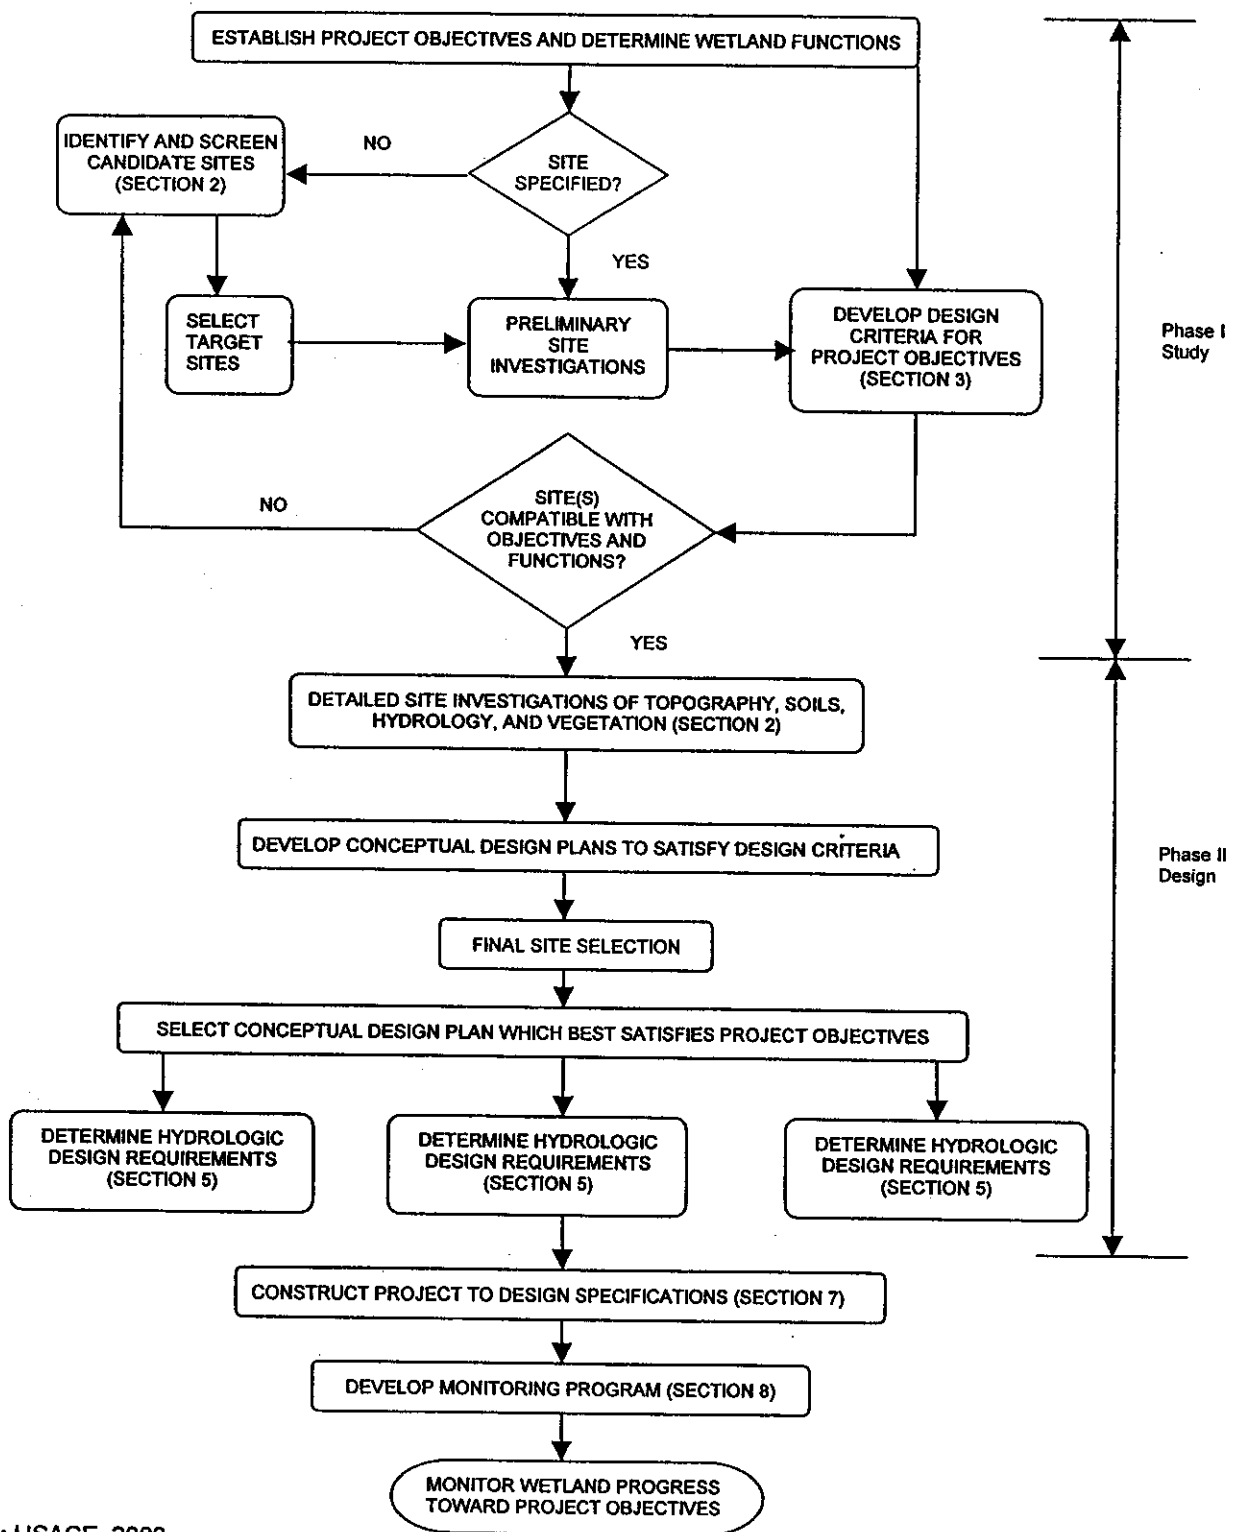 ESTABLISH PROJECT OBJECTIVES AND DETERMINE WETLAND FUNCTIONS
IDENTIFY AND SCREEN
CANDIDATE SITES
(SECTION 2)
NO
SITE
SPECIFIED?
YES
SELECT
TARGET
SITES
PRELIMINARY
SITE
INVESTIGATIONS
DEVELOP DESIGN
CRITERIA FOR
PROJECT OBJECTIVES
(SECTION 3)
Phase I
Study
NO
SITE(S)
COMPATIBLE WITH
OBJECTIVES AND
FUNCTIONS?
YES
DETAILED SITE INVESTIGATIONS OF TOPOGRAPHY, SOILS,
HYDROLOGY, AND VEGETATION (SECTION 2)
DEVELOP CONCEPTUAL DESIGN PLANS TO SATISFY DESIGN CRITERIA
Phase II
Design
FINAL SITE SELECTION
SELECT CONCEPTUAL DESIGN PLAN WHICH BEST SATISFIES PROJECT OBJECTIVES
DETERMINE HYDROLOGIC
DESIGN REQUIREMENTS
(SECTION 5)
DETERMINE HYDROLOGIC
DESIGN REQUIREMENTS
(SECTION 5)
DETERMINE HYDROLOGIC
DESIGN REQUIREMENTS
(SECTION 5)
CONSTRUCT PROJECT TO DESIGN SPECIFICATIONS (SECTION 7)
DEVELOP MONITORING PROGRAM (SECTION 8)
MONITOR WETLAND PROGRESS
TOWARD PROJECT OBJECTIVES